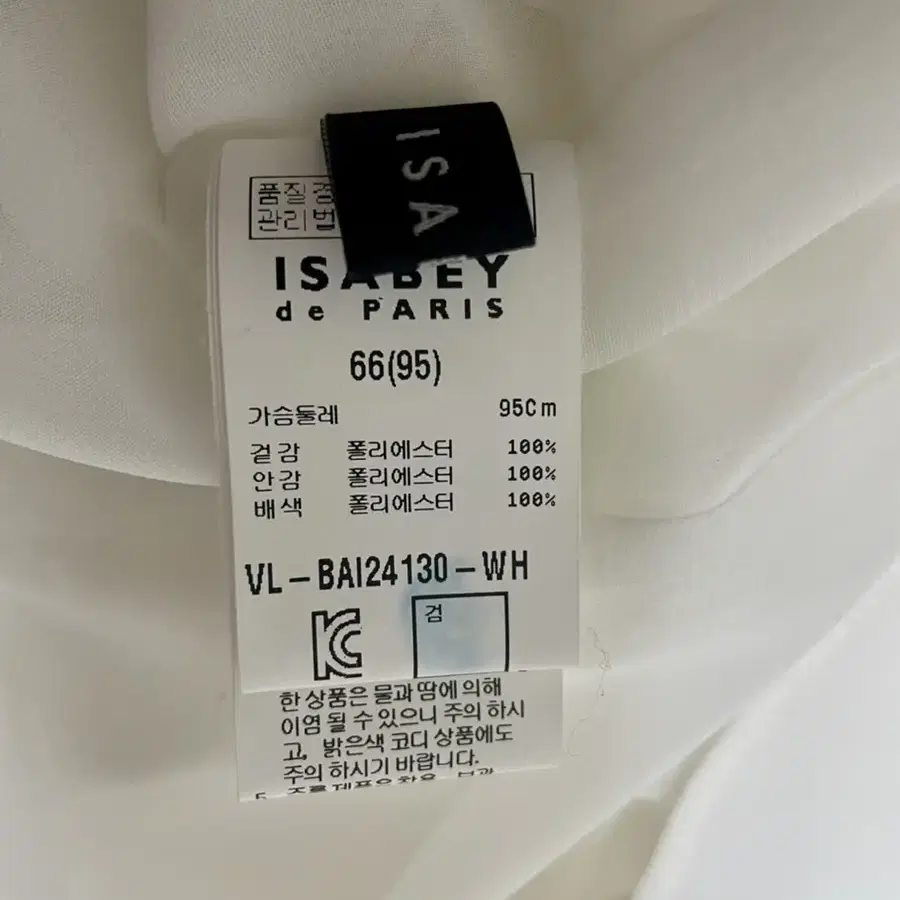 ISA
품질경
관리법
ISABEY
de PARIS
66(95)
가슴둘레 95Cm
겉감 폴리에스터 100%
안감 폴리에스터 100%
배색 폴리에스터 100%
VL-BAI24130-WH
검
한 상품은 물과 땀에 의해
이염 될 수 있으니 주의 하시
고, 밝은색 코디 상품에도
주의 하시기 바랍니다.